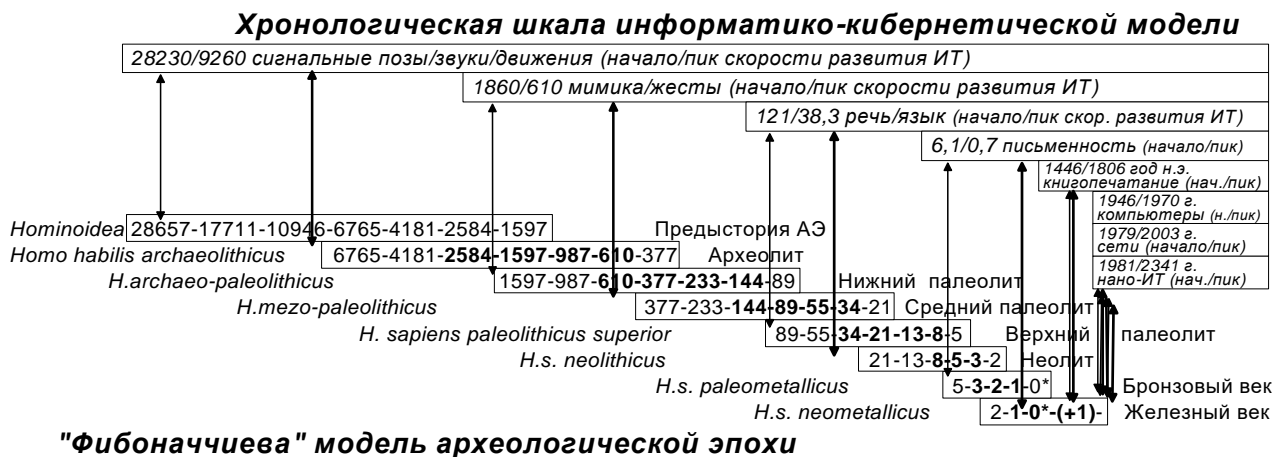 Хронологическая шкала информатико-кибернетической модели
28230/9260 сигнальные позы/звуки/движения (начало/пик скорости развития ИТ)
1860/610 мимика/жесты (начало/пик скорости развития ИТ)
121/38,3 речь/язык (начало/пик скор. развития ИТ)
6,1/0,7 письменность (начало/пик)
1446/1806 год н.э.
книгопечатание (нач./пик)
1946/1970 г.
компьютеры (н./пик)
1979/2003 г.
сети (начало/пик)
1981/2341 г.
нано-ИТ (нач./пик)
Hominoidea 28657-17711-10946-6765-4181-2584-1597 Предыстория АЭ
Homo habilis archaeolithicus 6765-4181-2584-1597-987-610-377 Археолит
H.archaeo-paleolithicus 1597-987-610-377-233-144-89 Нижний палеолит
H.mezo-paleolithicus 377-233-144-89-55-34-21 Средний палеолит
H. sapiens paleolithicus superior 89-55-34-21-13-8-5 Верхний палеолит
H.s. neolithicus 21-13-8-5-3-2 Неолит
H.s. paleometallicus 5-3-2-1-0* Бронзовый век
H.s. neometallicus 2-1-0*-(+1)- Железный век
"Фибоначчиева" модель археологической эпохи